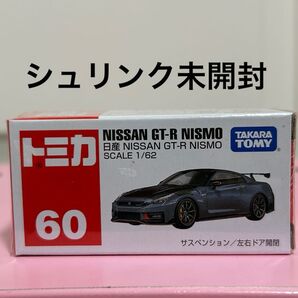 シュリンク未開封
トミカ
60
NISSAN GT-R NISMO
日産 NISSAN GT-R NISMO
SCALE 1/62
TAKARA
TOMY
サスペンション／左右ドア開閉